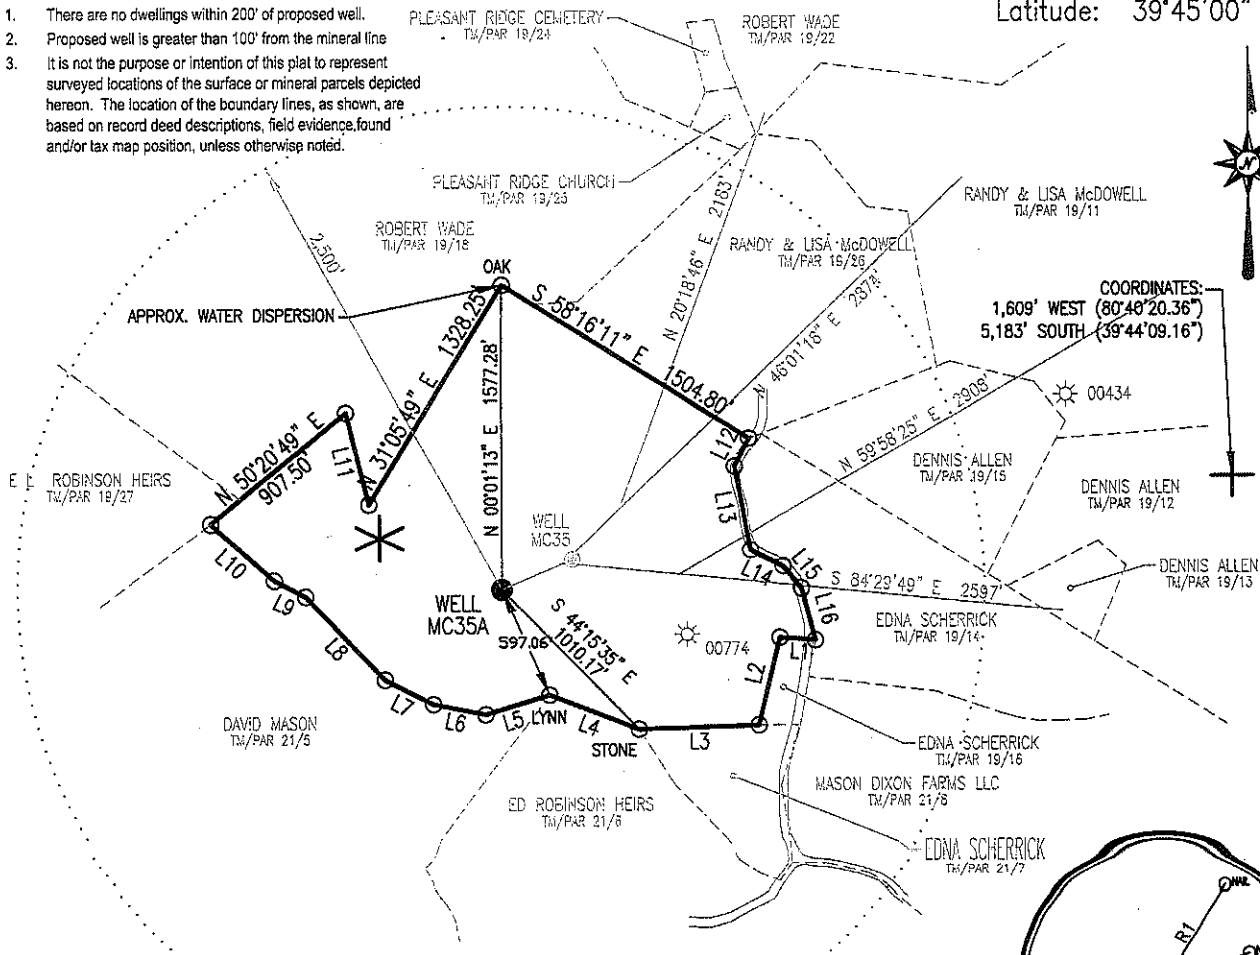 1. There are no dwellings within 200' of proposed well.
2. Proposed well is greater than 100' from the mineral line
3. It is not the purpose or intention of this plat to represent
surveyed locations of the surface or mineral parcels depicted
hereon. The location of the boundary lines, as shown, are
based on record deed descriptions, field evidence found
and/or tax map position, unless otherwise noted.
Latitude: 39°45'00"
PLEASANT RIDGE CEMETERY
TM/PAR 19/24
ROBERT WADE
TM/PAR 19/22
PLEASANT RIDGE CHURCH
TM/PAR 19/25
ROBERT WADE
TM/PAR 19/18
2,500'
N 20°18'46" E 2183'
RANDY & LISA McDOWELL
TM/PAR 19/11
RANDY & LISA McDOWELL
TM/PAR 19/26
N
OAK
APPROX. WATER DISPERSION
COORDINATES:
1,609' WEST (80°40'20.36")
5,183' SOUTH (39°44'09.16")
S 58°16'11" E 1504.80'
N 31°05'49" E 1328.25'
N 00°01'13" E 1577.28'
N 46°01'18" E 2874'
N 59°58'25" E 2908'
00434
N 50°20'49" E
907.50'
L11
L12
L13
DENNIS ALLEN
TM/PAR 19/15
DENNIS ALLEN
TM/PAR 19/12
ROBINSON HEIRS
TM/PAR 19/27
WELL
MC35
L10
L9
L14
L15
L16
S 84°29'49" E 2597'
DENNIS ALLEN
TM/PAR 19/13
WELL
MC35A
597.06'
S 44°15'35" E
1010.17'
00774
EDNA SCHERRICK
TM/PAR 19/14
L1
L2
L8
L7
L6
L5
LYNN
L4
STONE
L3
DAVID MASON
TM/PAR 21/5
EDNA SCHERRICK
TM/PAR 19/16
MASON DIXON FARMS LLC
TM/PAR 21/8
ED ROBINSON HEIRS
TM/PAR 21/6
EDNA SCHERRICK
TM/PAR 21/7
NAIL
R1